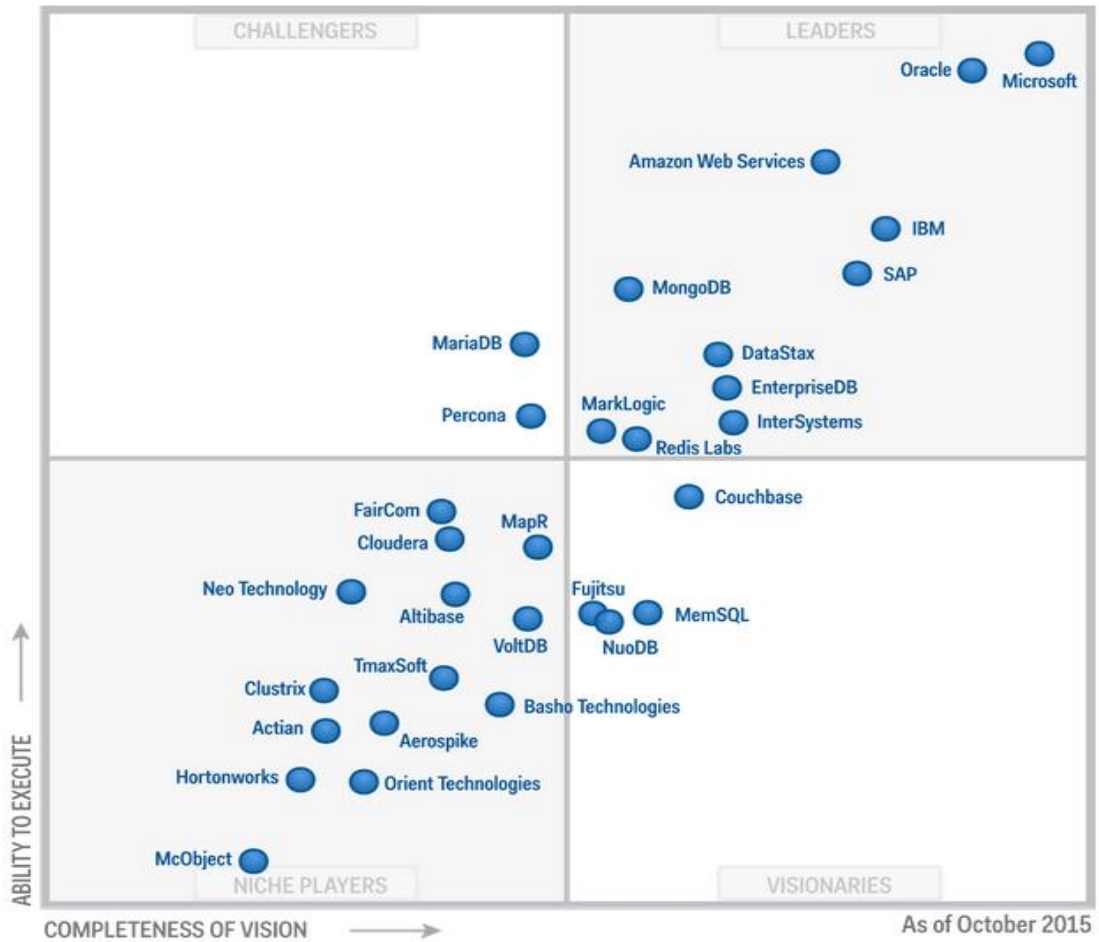 CHALLENGERS
LEADERS
Oracle
Microsoft
Amazon Web Services
IBM
SAP
MongoDB
MariaDB
DataStax
EnterpriseDB
MarkLogic
Percona
InterSystems
Redis Labs
Couchbase
FairCom
MapR
Cloudera
Neo Technology
Fujitsu
Altibase
MemSQL
VoltDB
NuoDB
TmaxSoft
Clustrix
Basho Technologies
Actian
Aerospike
Hortonworks
Orient Technologies
McObject
NICHE PLAYERS
VISIONARIES
ABILITY TO EXECUTE
COMPLETENESS OF VISION
As of October 2015